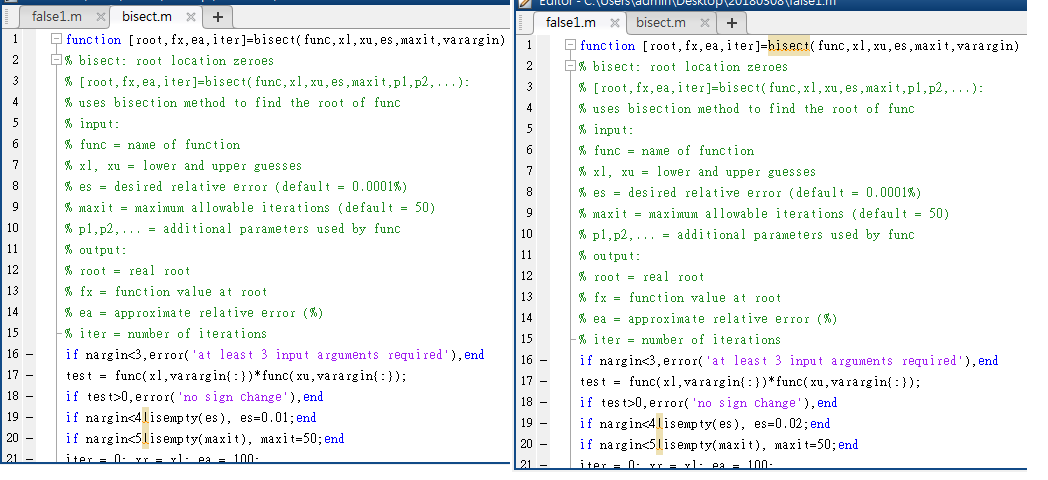 false1.m
bisect.m
1 function [root,fx,ea,iter]=bisect(func,xl,xu,es,maxit,varargin)
2 % bisect: root location zeroes
3 % [root,fx,ea,iter]=bisect(func,xl,xu,es,maxit,p1,p2,...):
4 % uses bisection method to find the root of func
5 % input:
6 % func = name of function
7 % xl, xu = lower and upper guesses
8 % es = desired relative error (default = 0.0001%)
9 % maxit = maximum allowable iterations (default = 50)
10 % p1,p2,... = additional parameters used by func
11 % output:
12 % root = real root
13 % fx = function value at root
14 % ea = approximate relative error (%)
15 % iter = number of iterations
16 – if nargin<3,error('at least 3 input arguments required'),end
17 – test = func(xl,varargin{:})*func(xu,varargin{:});
18 – if test>0,error('no sign change'),end
19 – if nargin<4|isempty(es), es=0.01;end
20 – if nargin<5|isempty(maxit), maxit=50;end
21 – iter = 0; xr = xl; ea = 100;
Editor - C:\Users\admin\Desktop\20180308\false1.m
false1.m
bisect.m
1 function [root,fx,ea,iter]=bisect(func,xl,xu,es,maxit,varargin)
2 % bisect: root location zeroes
3 % [root,fx,ea,iter]=bisect(func,xl,xu,es,maxit,p1,p2,...):
4 % uses bisection method to find the root of func
5 % input:
6 % func = name of function
7 % xl, xu = lower and upper guesses
8 % es = desired relative error (default = 0.0001%)
9 % maxit = maximum allowable iterations (default = 50)
10 % p1,p2,... = additional parameters used by func
11 % output:
12 % root = real root
13 % fx = function value at root
14 % ea = approximate relative error (%)
15 % iter = number of iterations
16 – if nargin<3,error('at least 3 input arguments required'),end
17 – test = func(xl,varargin{:})*func(xu,varargin{:});
18 – if test>0,error('no sign change'),end
19 – if nargin<4|isempty(es), es=0.02;end
20 – if nargin<5|isempty(maxit), maxit=50;end
21 – iter = 0; xr = xl; ea = 100;